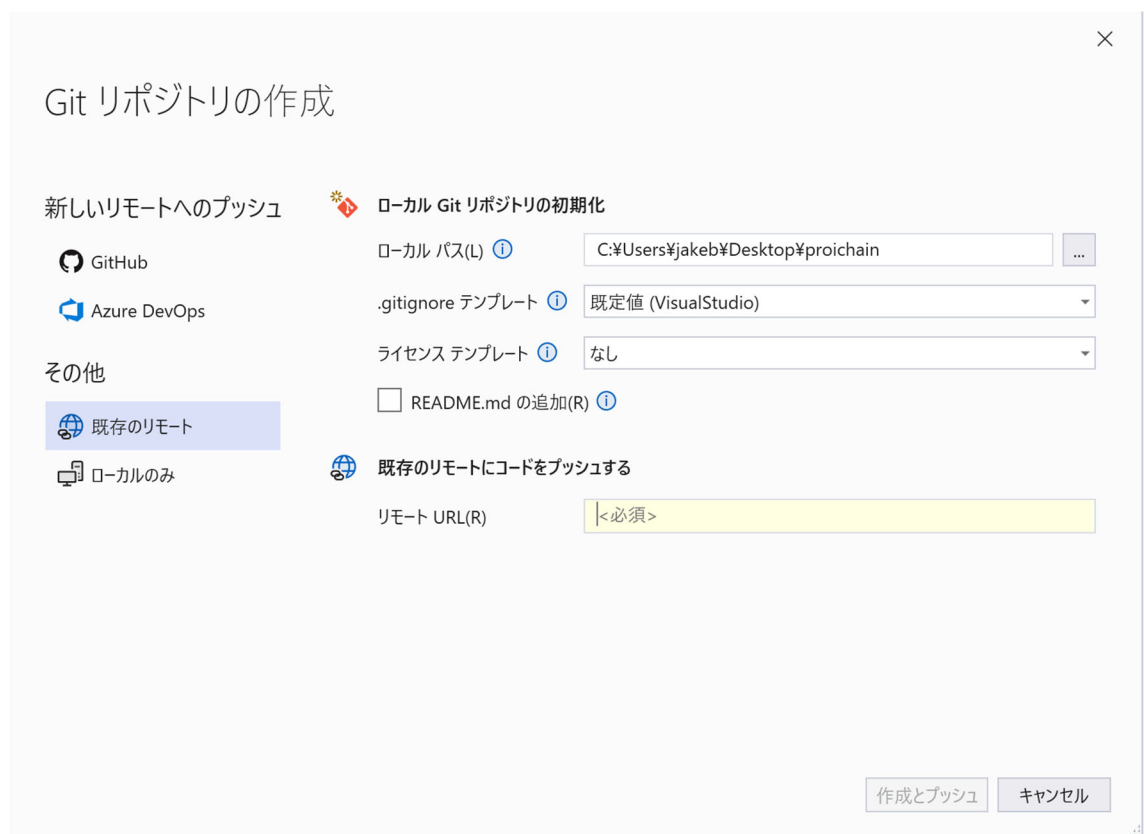 Git リポジトリの作成
新しいリモートへのプッシュ
GitHub
Azure DevOps
その他
既存のリモート
ローカルのみ
ローカル Git リポジトリの初期化
ローカル パス(L)
C:¥Users¥jakeb¥Desktop¥proichain
...
.gitignore テンプレート
既定値 (VisualStudio)
ライセンス テンプレート
なし
README.md の追加(R)
既存のリモートにコードをプッシュする
リモート URL(R)
<必須>
作成とプッシュ
キャンセル